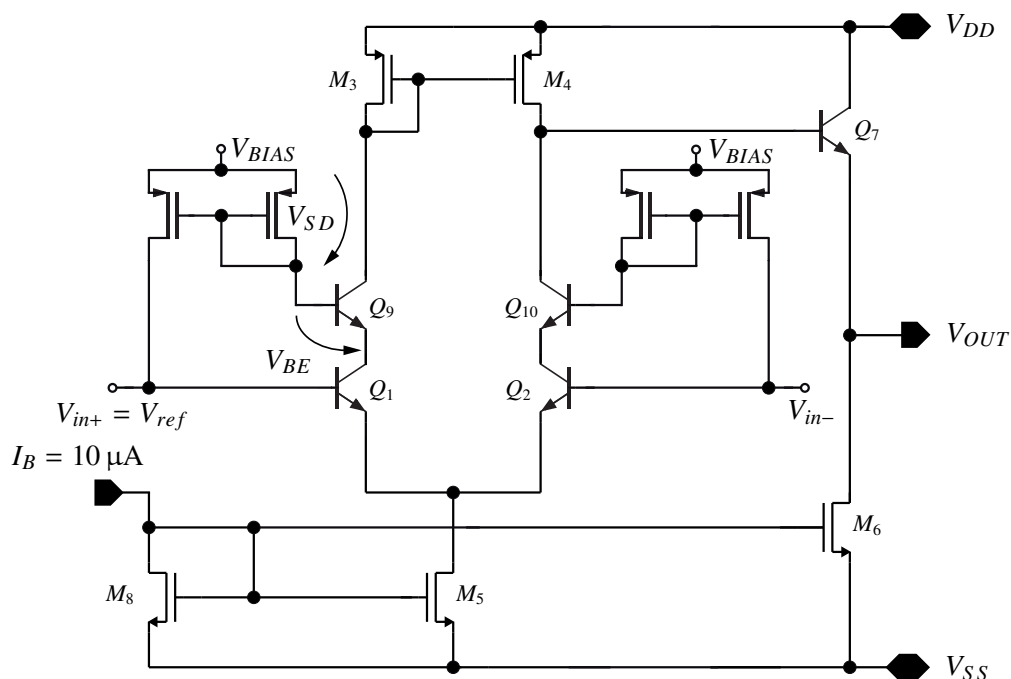 V_DD
M_3
M_4
Q_7
V_BIAS
V_BIAS
V_SD
Q_9
Q_10
V_BE
V_OUT
Q_1
Q_2
V_in+ = V_ref
V_in−
I_B = 10 μA
M_6
M_8
M_5
V_SS